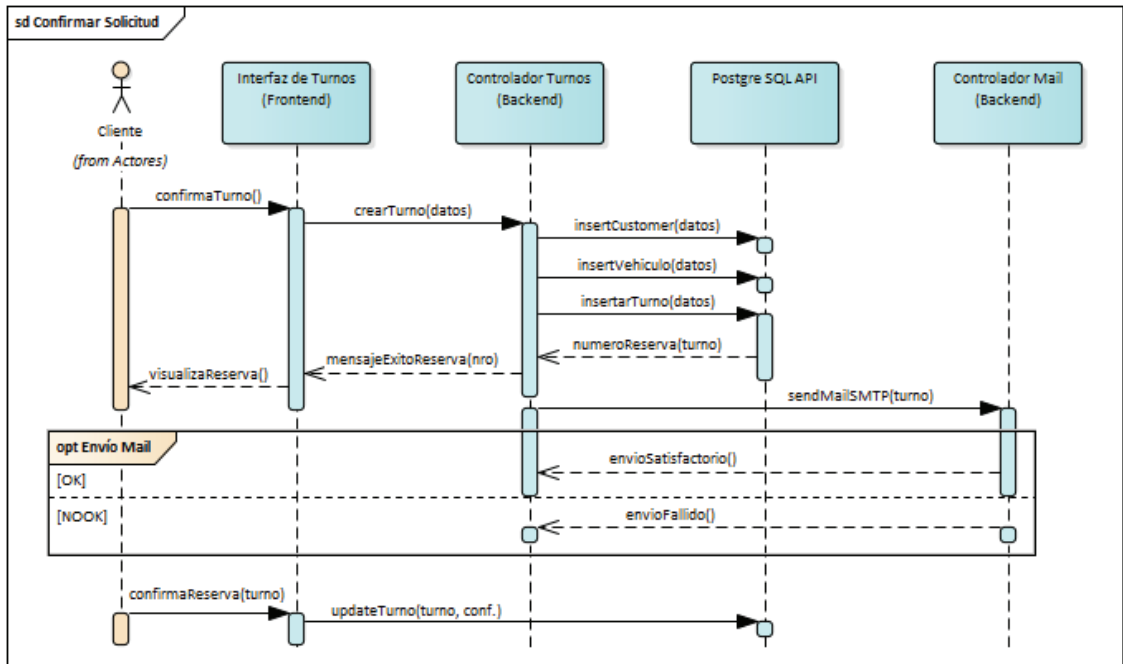 sd Confirmar Solicitud
Cliente
(from Actores)
Interfaz de Turnos
(Frontend)
Controlador Turnos
(Backend)
Postgre SQL API
Controlador Mail
(Backend)
confirmaTurno()
crearTurno(datos)
insertCustomer(datos)
insertVehiculo(datos)
insertarTurno(datos)
numeroReserva(turno)
mensajeExitoReserva(nro)
visualizaReserva()
sendMailSMTP(turno)
opt Envío Mail
envioSatisfactorio()
[OK]
[NOOK]
envioFallido()
confirmaReserva(turno)
updateTurno(turno, conf.)